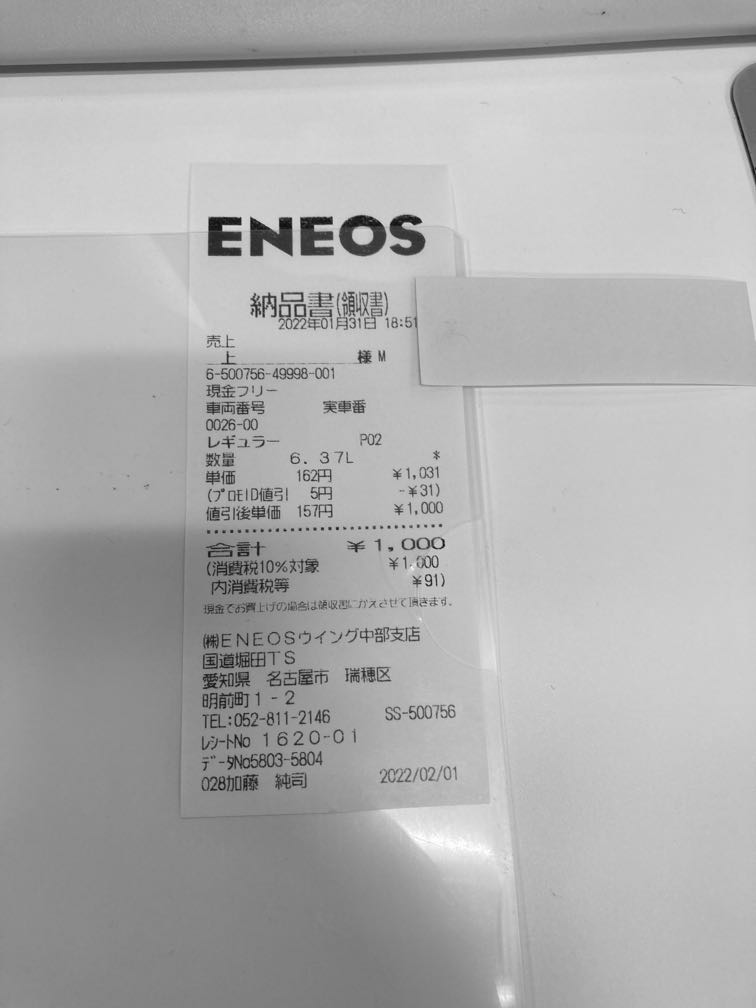 ENEOS
納品書(領収書)
2022年01月31日 18:51
売上
上 様 M
6-500756-49998-001
現金フリー
車両番号 実車番
0026-00
レギュラー P02
数量 6.37L *
単価 162円 ¥1,031
(プロモID値引 5円 -¥31)
値引後単価 157円 ¥1,000
合計 ¥1,000
(消費税10%対象 ¥1,000
内消費税等 ¥91)
現金でお買上げの場合は領収書にかえさせて頂きます。
㈱ENEOSウイング中部支店
国道堀田TS
愛知県 名古屋市 瑞穂区
明前町1-2
TEL:052-811-2146 SS-500756
レシートNo 1620-01
データNo5803-5804
028加藤 純司 2022/02/01